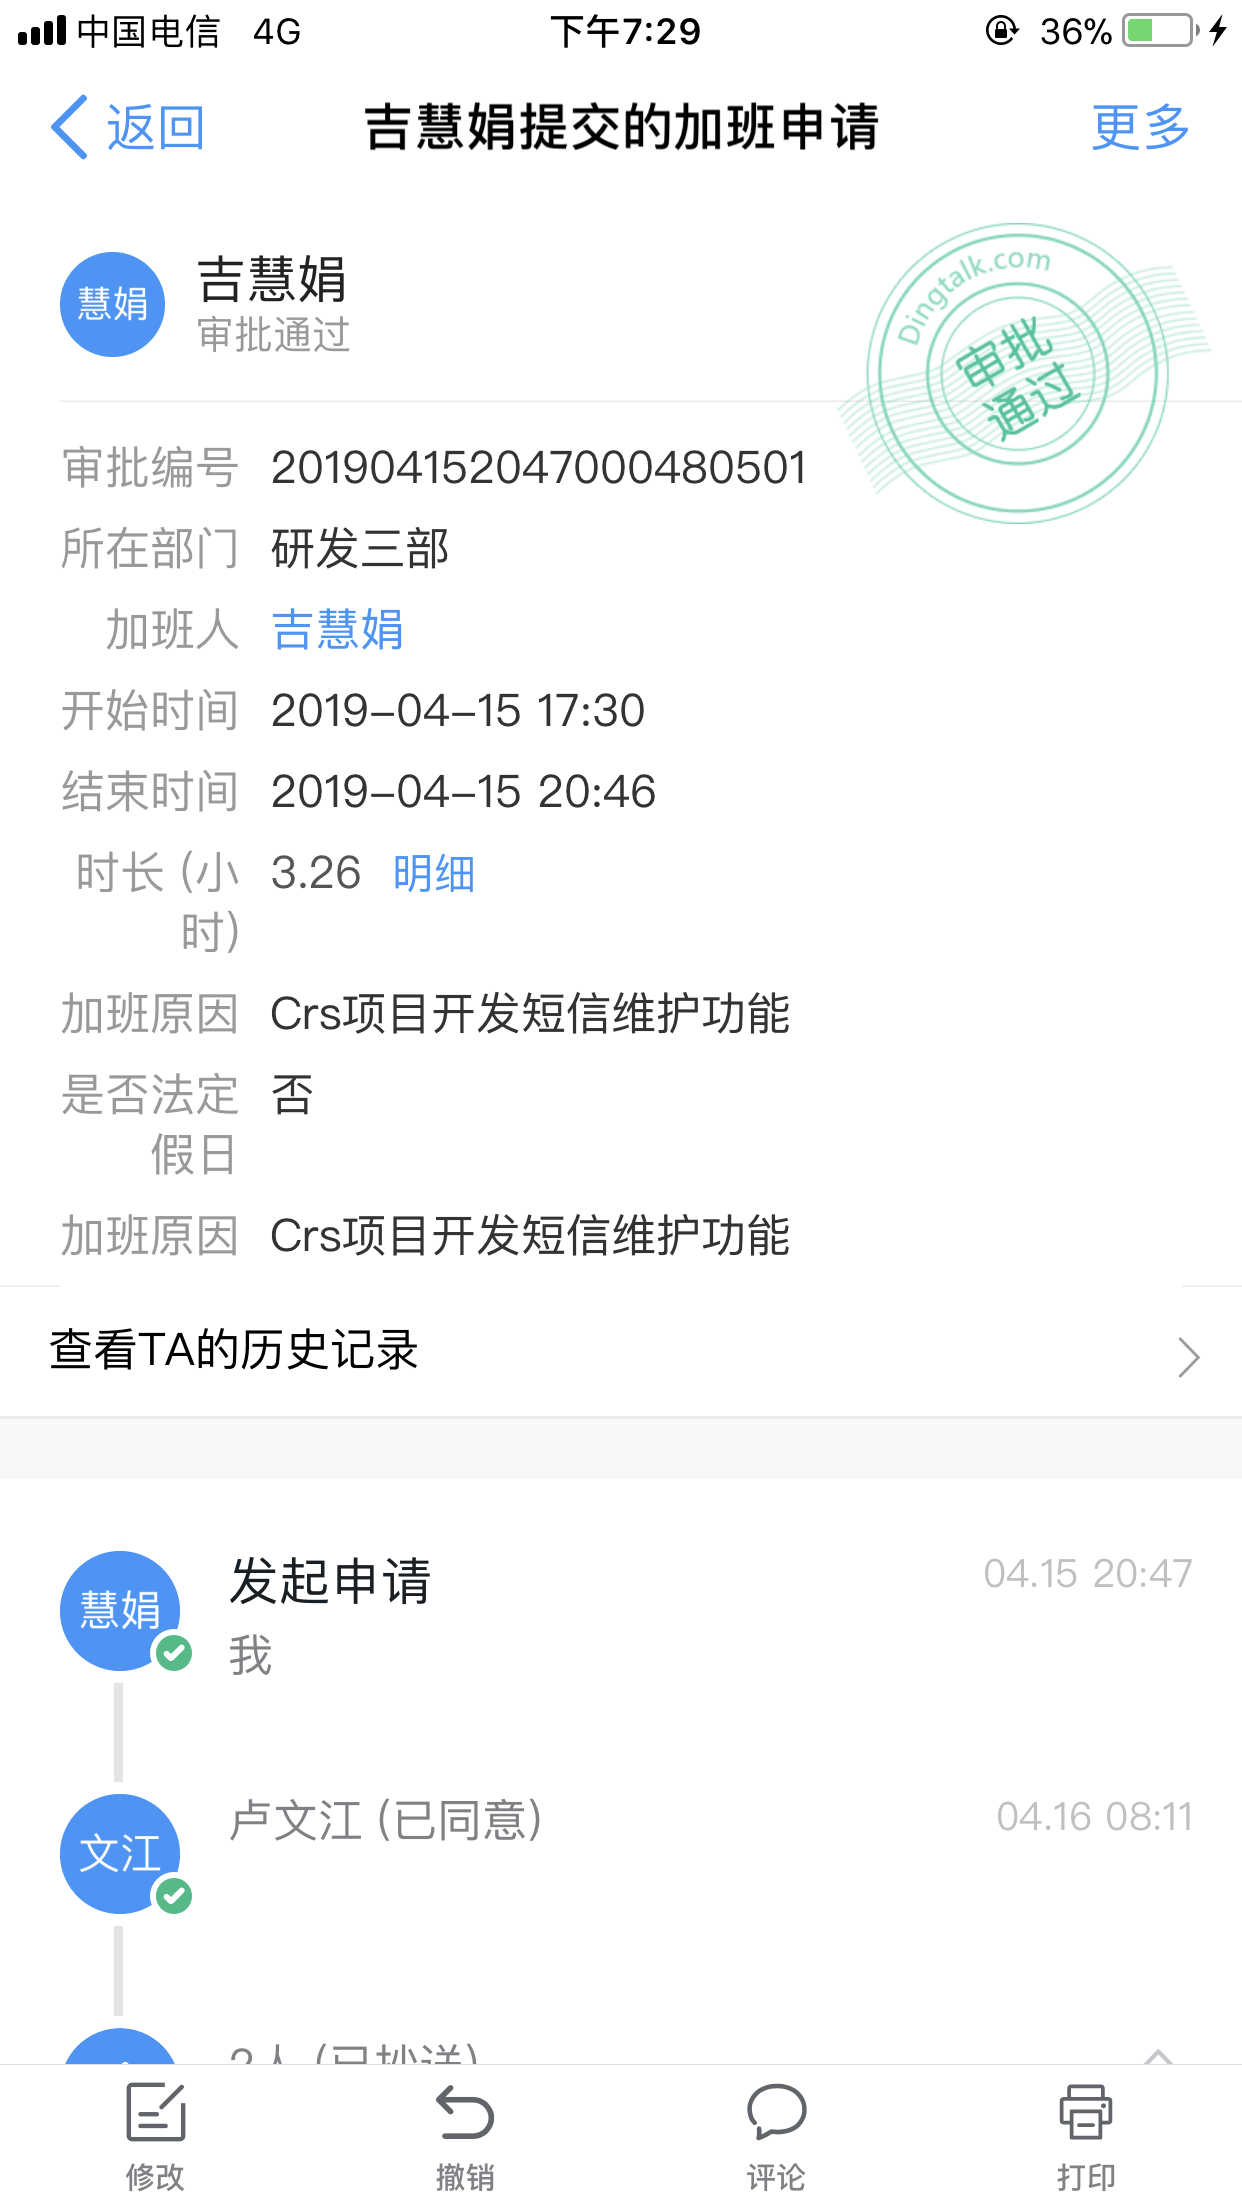 中国电信 4G 下午7:29 36%
返回 吉慧娟提交的加班申请 更多
慧娟 吉慧娟
审批通过
Dingtalk.com
审批
通过
审批编号 201904152047000480501
所在部门 研发三部
加班人 吉慧娟
开始时间 2019-04-15 17:30
结束时间 2019-04-15 20:46
时长 (小 3.26 明细
时)
加班原因 Crs项目开发短信维护功能
是否法定 否
假日
加班原因 Crs项目开发短信维护功能
查看TA的历史记录
慧娟 发起申请 04.15 20:47
我
文江 卢文江 (已同意) 04.16 08:11
2人 (已抄送)
修改 撤销 评论 打印